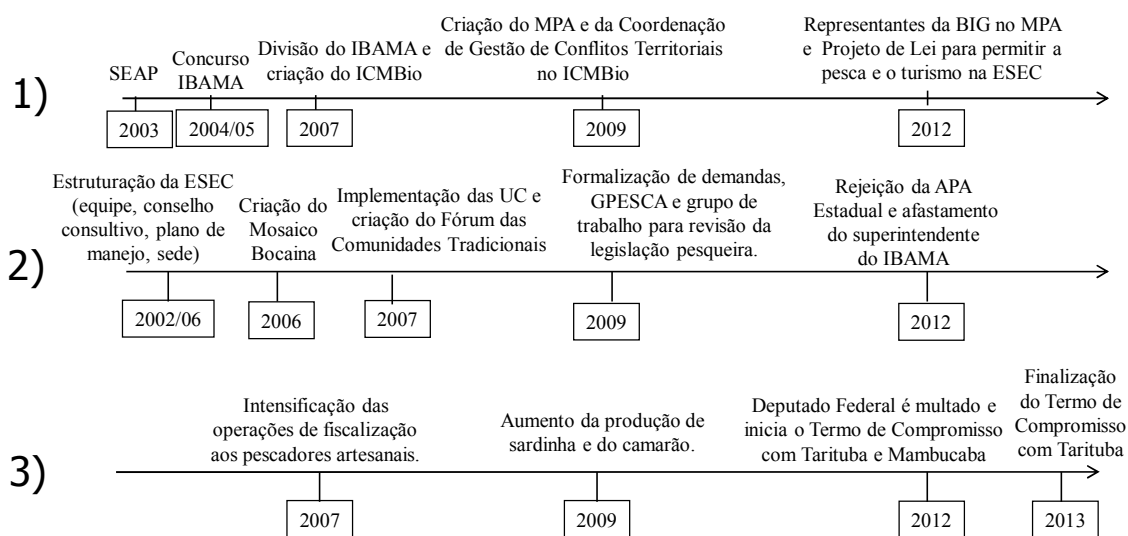 1)
SEAP
2003
Concurso
IBAMA
2004/05
Divisão do IBAMA e
criação do ICMBio
2007
Criação do MPA e da Coordenação
de Gestão de Conflitos Territoriais
no ICMBio
2009
Representantes da BIG no MPA
e Projeto de Lei para permitir a
pesca e o turismo na ESEC
2012
2)
Estruturação da ESEC
(equipe, conselho
consultivo, plano de
manejo, sede)
2002/06
Criação do
Mosaico
Bocaina
2006
Implementação das UC e
criação do Fórum das
Comunidades Tradicionais
2007
Formalização de demandas,
GPESCA e grupo de
trabalho para revisão da
legislação pesqueira.
2009
Rejeição da APA
Estadual e afastamento
do superintendente
do IBAMA
2012
3)
Intensificação das
operações de fiscalização
aos pescadores artesanais.
2007
Aumento da produção de
sardinha e do camarão.
2009
Deputado Federal é multado e
inicia o Termo de Compromisso
com Tarituba e Mambucaba
2012
Finalização
do Termo de
Compromisso
com Tarituba
2013